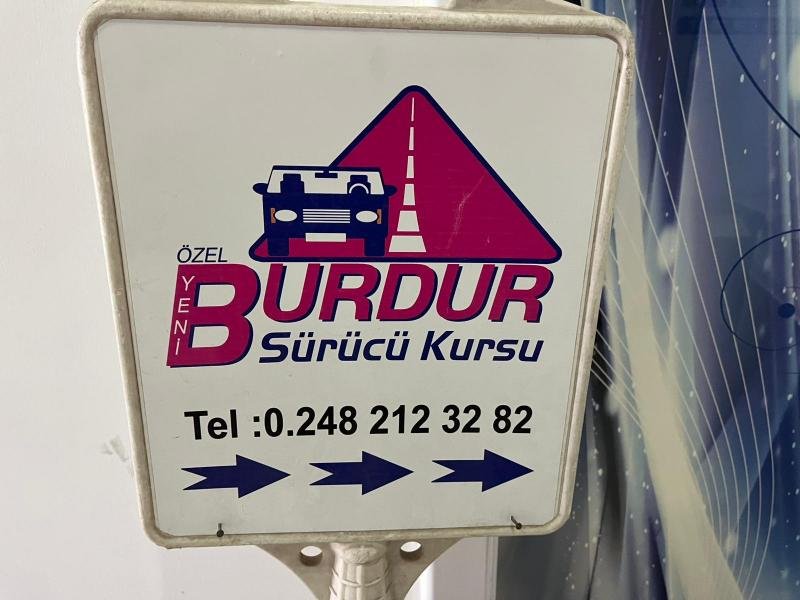 ÖZEL
YENİ
BURDUR
Sürücü Kursu
Tel :0.248 212 32 82